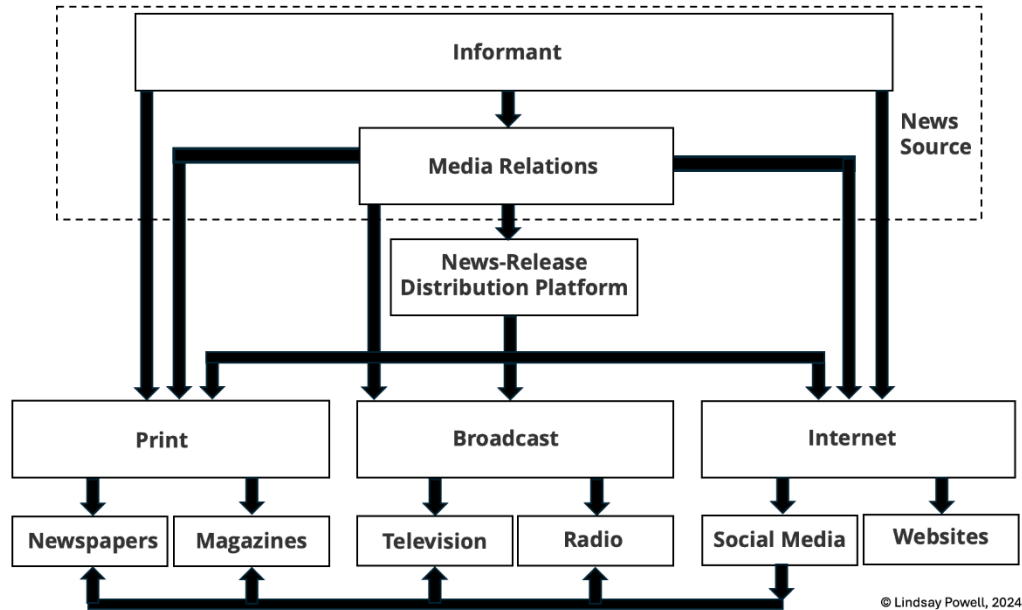 Informant
News
Source
Media Relations
News-Release
Distribution Platform
Print
Broadcast
Internet
Newspapers
Magazines
Television
Radio
Social Media
Websites
© Lindsay Powell, 2024